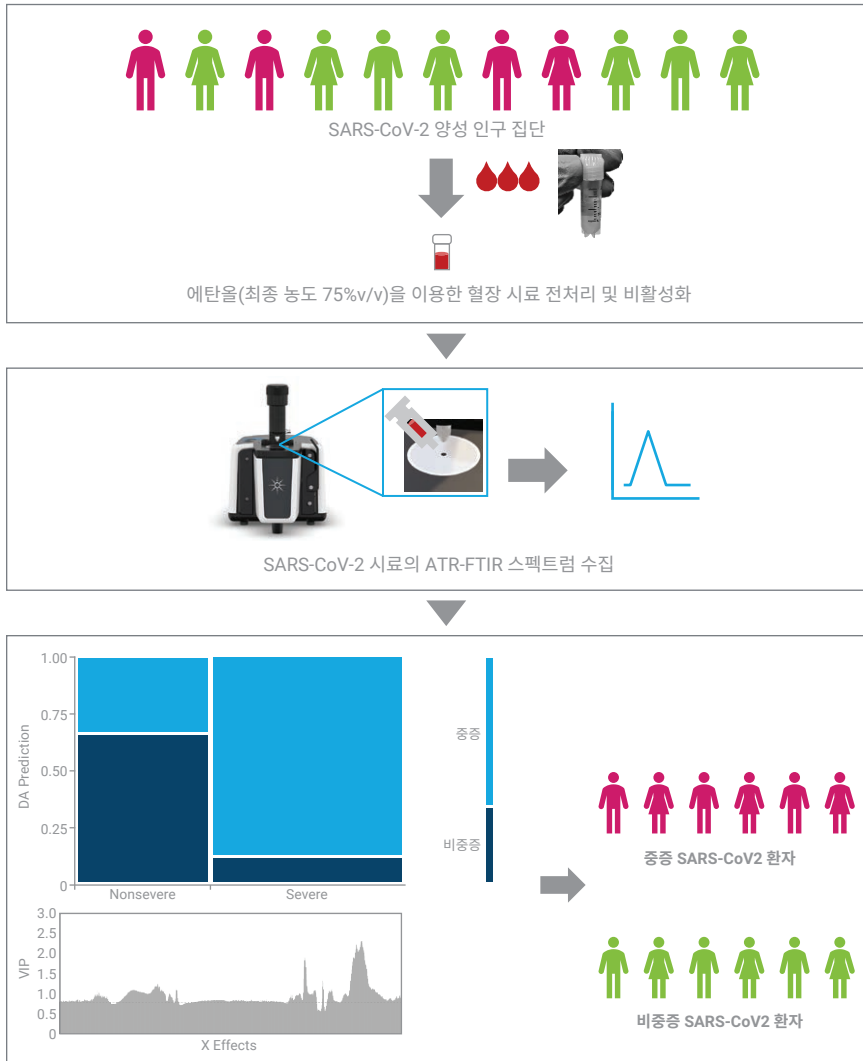 SARS-CoV-2 양성 인구 집단
에탄올(최종 농도 75%v/v)을 이용한 혈장 시료 전처리 및 비활성화
SARS-CoV-2 시료의 ATR-FTIR 스펙트럼 수집
1.00
0.75
0.50
0.25
0
DA Prediction
Nonsevere
Severe
중증
비중증
3.0
2.5
2.0
1.5
1.0
0.5
0
VIP
X Effects
중증 SARS-CoV2 환자
비중증 SARS-CoV2 환자